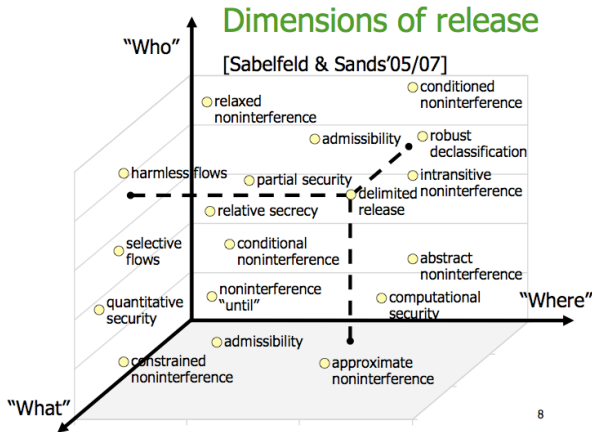 Dimensions of release
“Who”
[Sabelfeld & Sands’05/07]
relaxed
noninterference
conditioned
noninterference
admissibility
robust
declassification
harmless flows
partial security
delimited
release
intransitive
noninterference
relative secrecy
selective
flows
conditional
noninterference
abstract
noninterference
quantitative
security
noninterference
“until”
computational
security
“Where”
constrained
noninterference
admissibility
approximate
noninterference
“What”
8